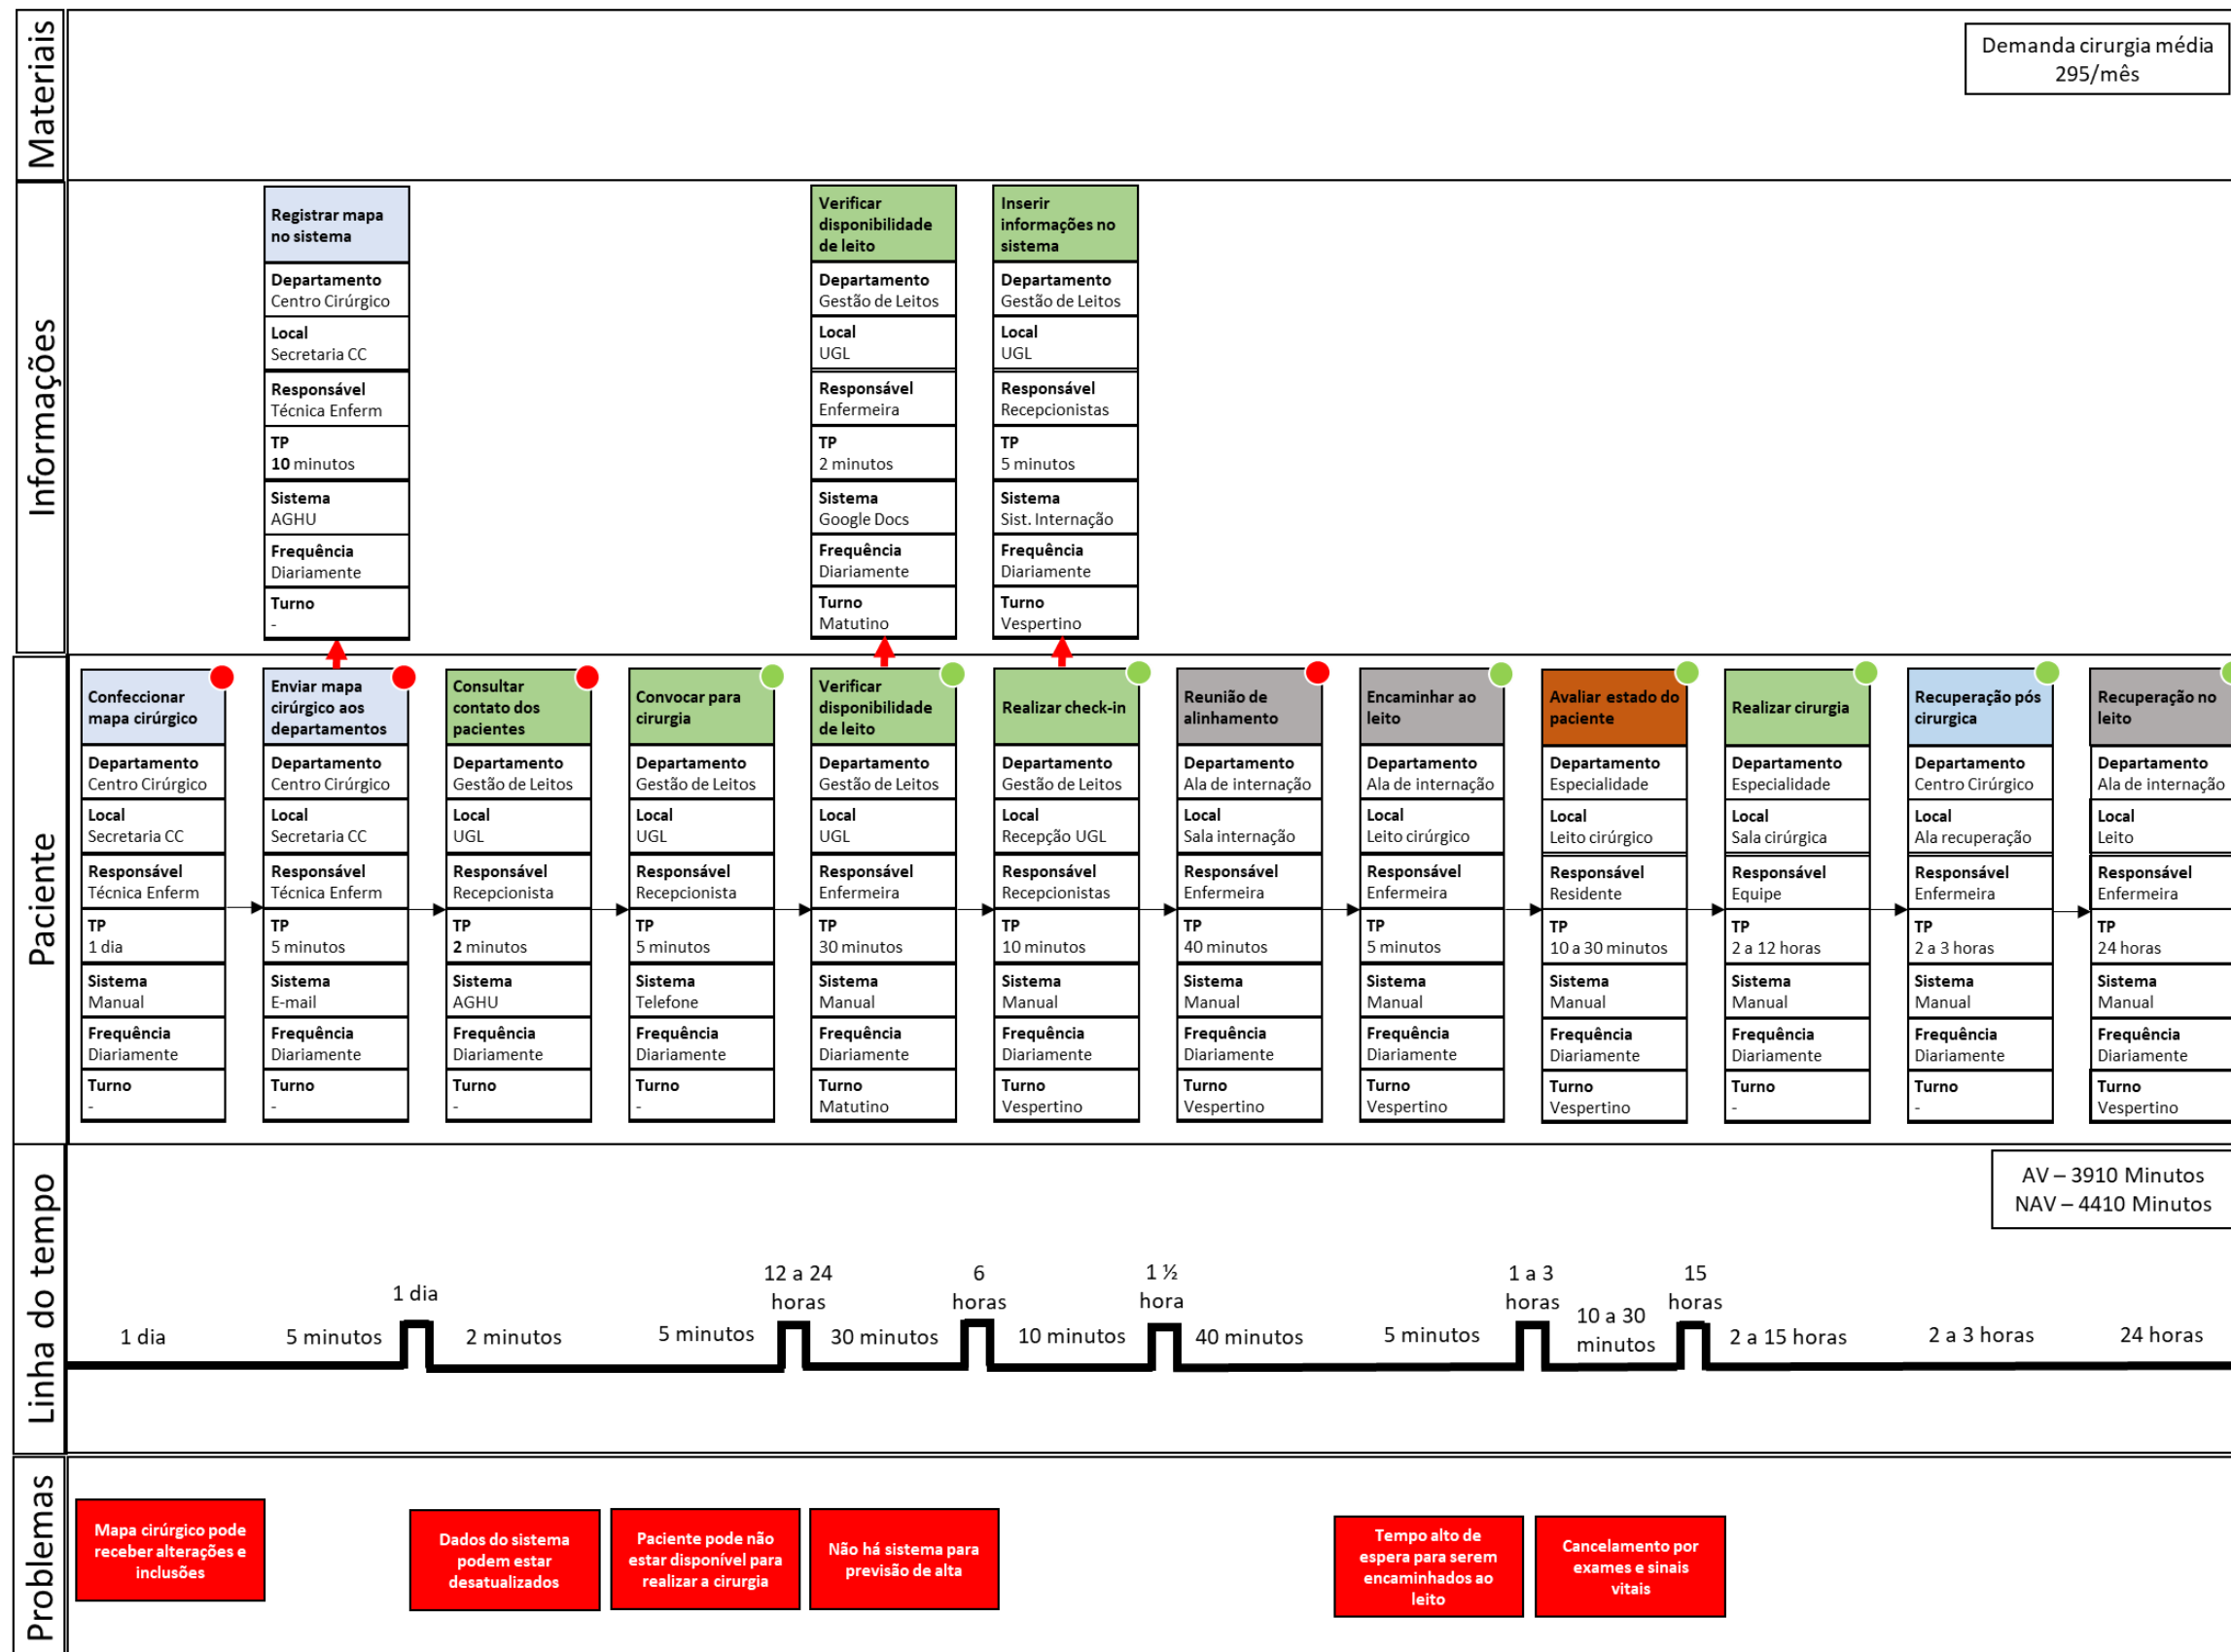 Materiais
Demanda cirurgia média
295/mês
Informações
Registrar mapa
no sistema
Departamento
Centro Cirúrgico
Local
Secretaria CC
Responsável
Técnica Enferm
TP
10 minutos
Sistema
AGHU
Frequência
Diariamente
Turno
-
Verificar
disponibilidade
de leito
Departamento
Gestão de Leitos
Local
UGL
Responsável
Enfermeira
TP
2 minutos
Sistema
Google Docs
Frequência
Diariamente
Turno
Matutino
Inserir
informações no
sistema
Departamento
Gestão de Leitos
Local
UGL
Responsável
Recepcionistas
TP
5 minutos
Sistema
Sist. Internação
Frequência
Diariamente
Turno
Vespertino
Paciente
Confeccionar
mapa cirúrgico
Departamento
Centro Cirúrgico
Local
Secretaria CC
Responsável
Técnica Enferm
TP
1 dia
Sistema
Manual
Frequência
Diariamente
Turno
-
Enviar mapa
cirúrgico aos
departamentos
Departamento
Centro Cirúrgico
Local
Secretaria CC
Responsável
Técnica Enferm
TP
5 minutos
Sistema
E-mail
Frequência
Diariamente
Turno
-
Consultar
contato dos
pacientes
Departamento
Gestão de Leitos
Local
UGL
Responsável
Recepcionista
TP
2 minutos
Sistema
AGHU
Frequência
Diariamente
Turno
-
Convocar para
cirurgia
Departamento
Gestão de Leitos
Local
UGL
Responsável
Recepcionista
TP
5 minutos
Sistema
Telefone
Frequência
Diariamente
Turno
-
Verificar
disponibilidade
de leito
Departamento
Gestão de Leitos
Local
UGL
Responsável
Enfermeira
TP
30 minutos
Sistema
Manual
Frequência
Diariamente
Turno
Matutino
Realizar check-in
Departamento
Gestão de Leitos
Local
Recepção UGL
Responsável
Recepcionistas
TP
10 minutos
Sistema
Manual
Frequência
Diariamente
Turno
Vespertino
Reunião de
alinhamento
Departamento
Ala de internação
Local
Sala internação
Responsável
Enfermeira
TP
40 minutos
Sistema
Manual
Frequência
Diariamente
Turno
Vespertino
Encaminhar ao
leito
Departamento
Ala de internação
Local
Leito cirúrgico
Responsável
Enfermeira
TP
5 minutos
Sistema
Manual
Frequência
Diariamente
Turno
Vespertino
Avaliar estado do
paciente
Departamento
Especialidade
Local
Leito cirúrgico
Responsável
Residente
TP
10 a 30 minutos
Sistema
Manual
Frequência
Diariamente
Turno
Vespertino
Realizar cirurgia
Departamento
Especialidade
Local
Sala cirúrgica
Responsável
Equipe
TP
2 a 12 horas
Sistema
Manual
Frequência
Diariamente
Turno
-
Recuperação pós
cirurgica
Departamento
Centro Cirúrgico
Local
Ala recuperação
Responsável
Enfermeira
TP
2 a 3 horas
Sistema
Manual
Frequência
Diariamente
Turno
-
Recuperação no
leito
Departamento
Ala de internação
Local
Leito
Responsável
Enfermeira
TP
24 horas
Sistema
Manual
Frequência
Diariamente
Turno
Vespertino
Linha do tempo
AV – 3910 Minutos
NAV – 4410 Minutos
1 dia
5 minutos
1 dia
2 minutos
5 minutos
12 a 24
horas
30 minutos
6
horas
10 minutos
1 ½
hora
40 minutos
5 minutos
1 a 3
horas
10 a 30
minutos
15
horas
2 a 15 horas
2 a 3 horas
24 horas
Problemas
Mapa cirúrgico pode
receber alterações e
inclusões
Dados do sistema
podem estar
desatualizados
Paciente pode não
estar disponível para
realizar a cirurgia
Não há sistema para
previsão de alta
Tempo alto de
espera para serem
encaminhados ao
leito
Cancelamento por
exames e sinais
vitais